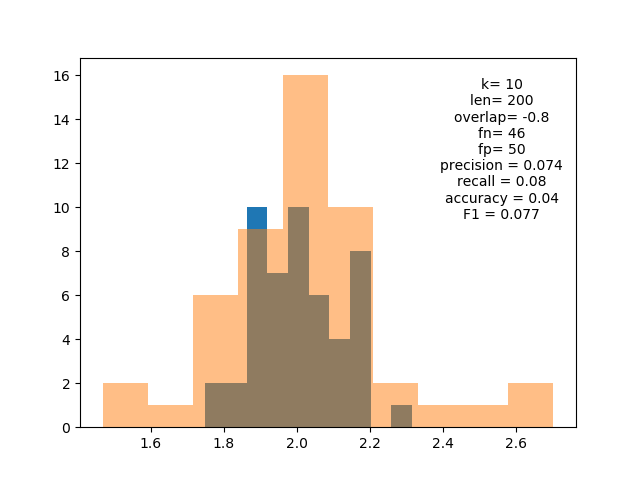 16
14
12
10
8
6
4
2
0
k= 10
len= 200
overlap= -0.8
fn= 46
fp= 50
precision = 0.074
recall = 0.08
accuracy = 0.04
F1 = 0.077
1.6 1.8 2.0 2.2 2.4 2.6